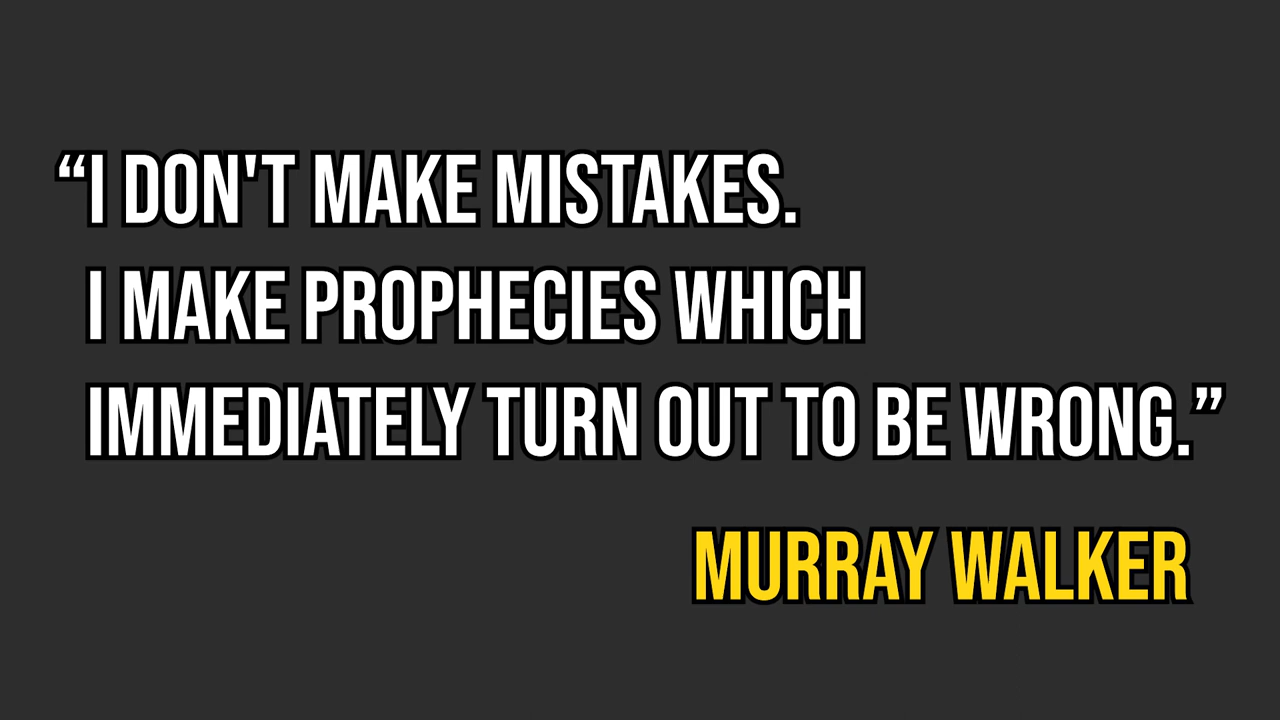 “I DON'T MAKE MISTAKES.
I MAKE PROPHECIES WHICH
IMMEDIATELY TURN OUT TO BE WRONG.”
MURRAY WALKER